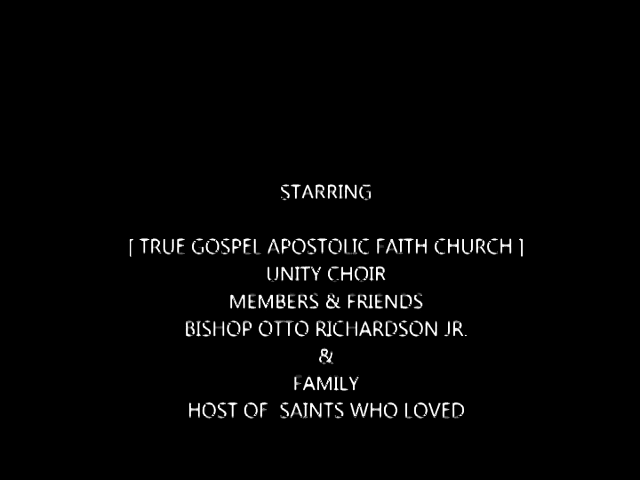 STARRING
[ TRUE GOSPEL APOSTOLIC FAITH CHURCH ]
UNITY CHOIR
MEMBERS & FRIENDS
BISHOP OTTO RICHARDSON JR.
&
FAMILY
HOST OF SAINTS WHO LOVED